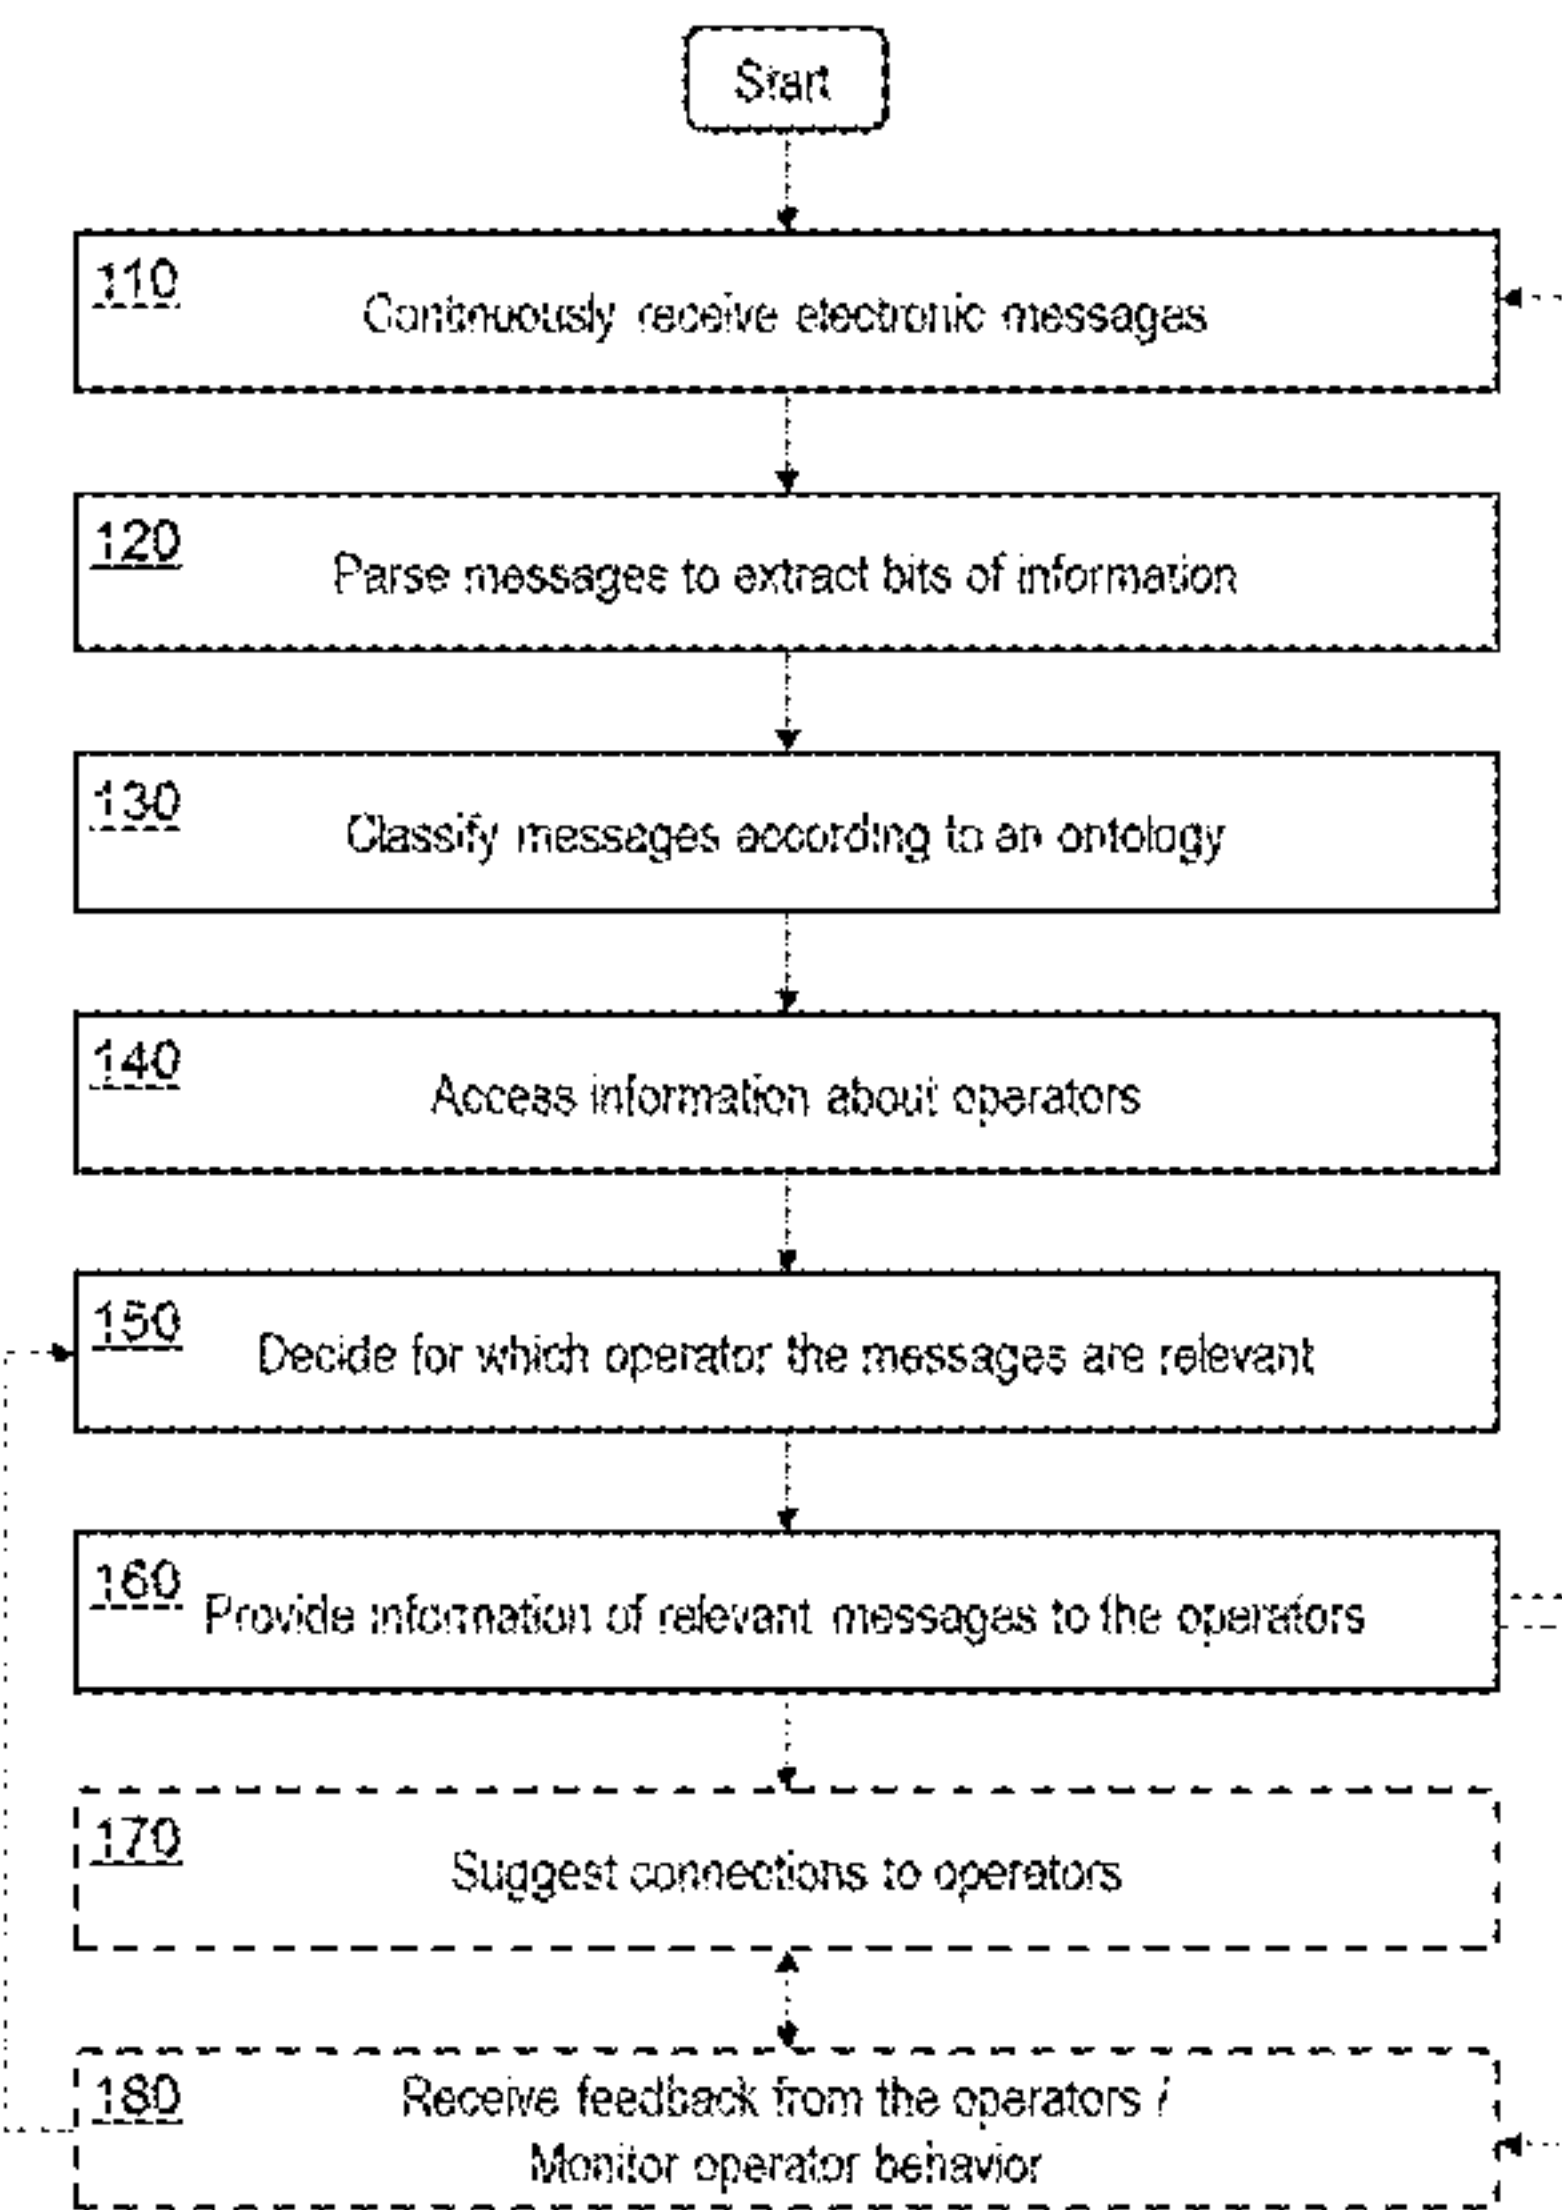 Start
110
Continuously receive electronic messages
120
Parse messages to extract bits of information
130
Classify messages according to an ontology
140
Access information about operators
150
Decide for which operator the messages are relevant
160
Provide information of relevant messages to the operators
170
Suggest connections to operators
180
Receive feedback from the operators /
Monitor operator behavior